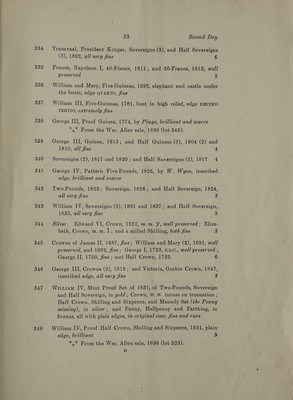 53 Second Day
334 Transvaal, President Kruger, Sovereigns (3), and Half Sovereigns
(3), 1892, all very fine 6
335 France, Napoleon I, 40-Francs, 1811; and 20-Francs, 1813, well
preserved 2
336 William and Mary, Five-Guineas, 1692, elephant and castle under
the busts, edge QVARTO, fine
337 William III, Five-Guineas, 1701, bust in high relief, edge DECIMO
TERTIO, extremely fine
338 George III, Proof Guinea, 1774, by Pingo, brilliant and scarce
*** From the Wm. Allen sale, 1898 (lot 546).
339 George III, Guinea, 1813; and Half Guineas (3), 1804 (2) and
1810, all fine 4
340 Sovereigns (2), 1817 and 1820; and Half Sovereigns (2), 1817 4
341 George IV, Pattern Five-Pounds, 1826, by W. Wyon, inscribed
edge, brilliant and scarce
342 Two-Pounds, 1823; Sovereign, 1826; and Half Sovereign, 1824,
all very fine 3
343 William IV, Sovereigns (2), 1831 and 1837; and Half Sovereign,
1835, all very fine 3
344 Silver. Edward VI, Crown, 1551, m. m. Y, well preserved; Eliza-
beth, Crown, m. m. 1; and a milled Shilling, both fine 3
345 Crowns of James II, 1687, fine; William and Mary (2), 1691, well
preserved, and 1692, fine; George I, 1723, S.S.C., well preserved;
George II, 1750, fine; and Half Crown, 1723 6
346 George III, Crowns (2), 1819; and Victoria, Gothic Crown, 1847,
inscribed edge, all very fine 3
347 WILLIAM IV, Mint Proof Set of 1831, of Two-Pounds, Sovereign
and Half Sovereign, in gold; Crown, W.W. incuse on truncation;
Half Crown, Shilling and Sixpence, and Maundy Set (the Penny
missing), in silver; and Penny, Halfpenny and Farthing, in
bronze, all with plain edges, in original case, fine and rare
348 William IV, Proof Half Crown, Shilling and Sixpence, 1831, plain
edge, brilliant 3
*** From the Wm. Allen sale, 1898 (lot 523).